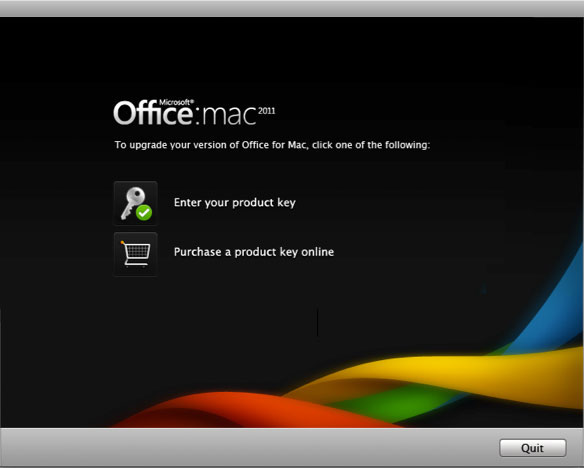 Microsoft®
Office:mac 2011
To upgrade your version of Office for Mac, click one of the following:
Enter your product key
Purchase a product key online
Quit